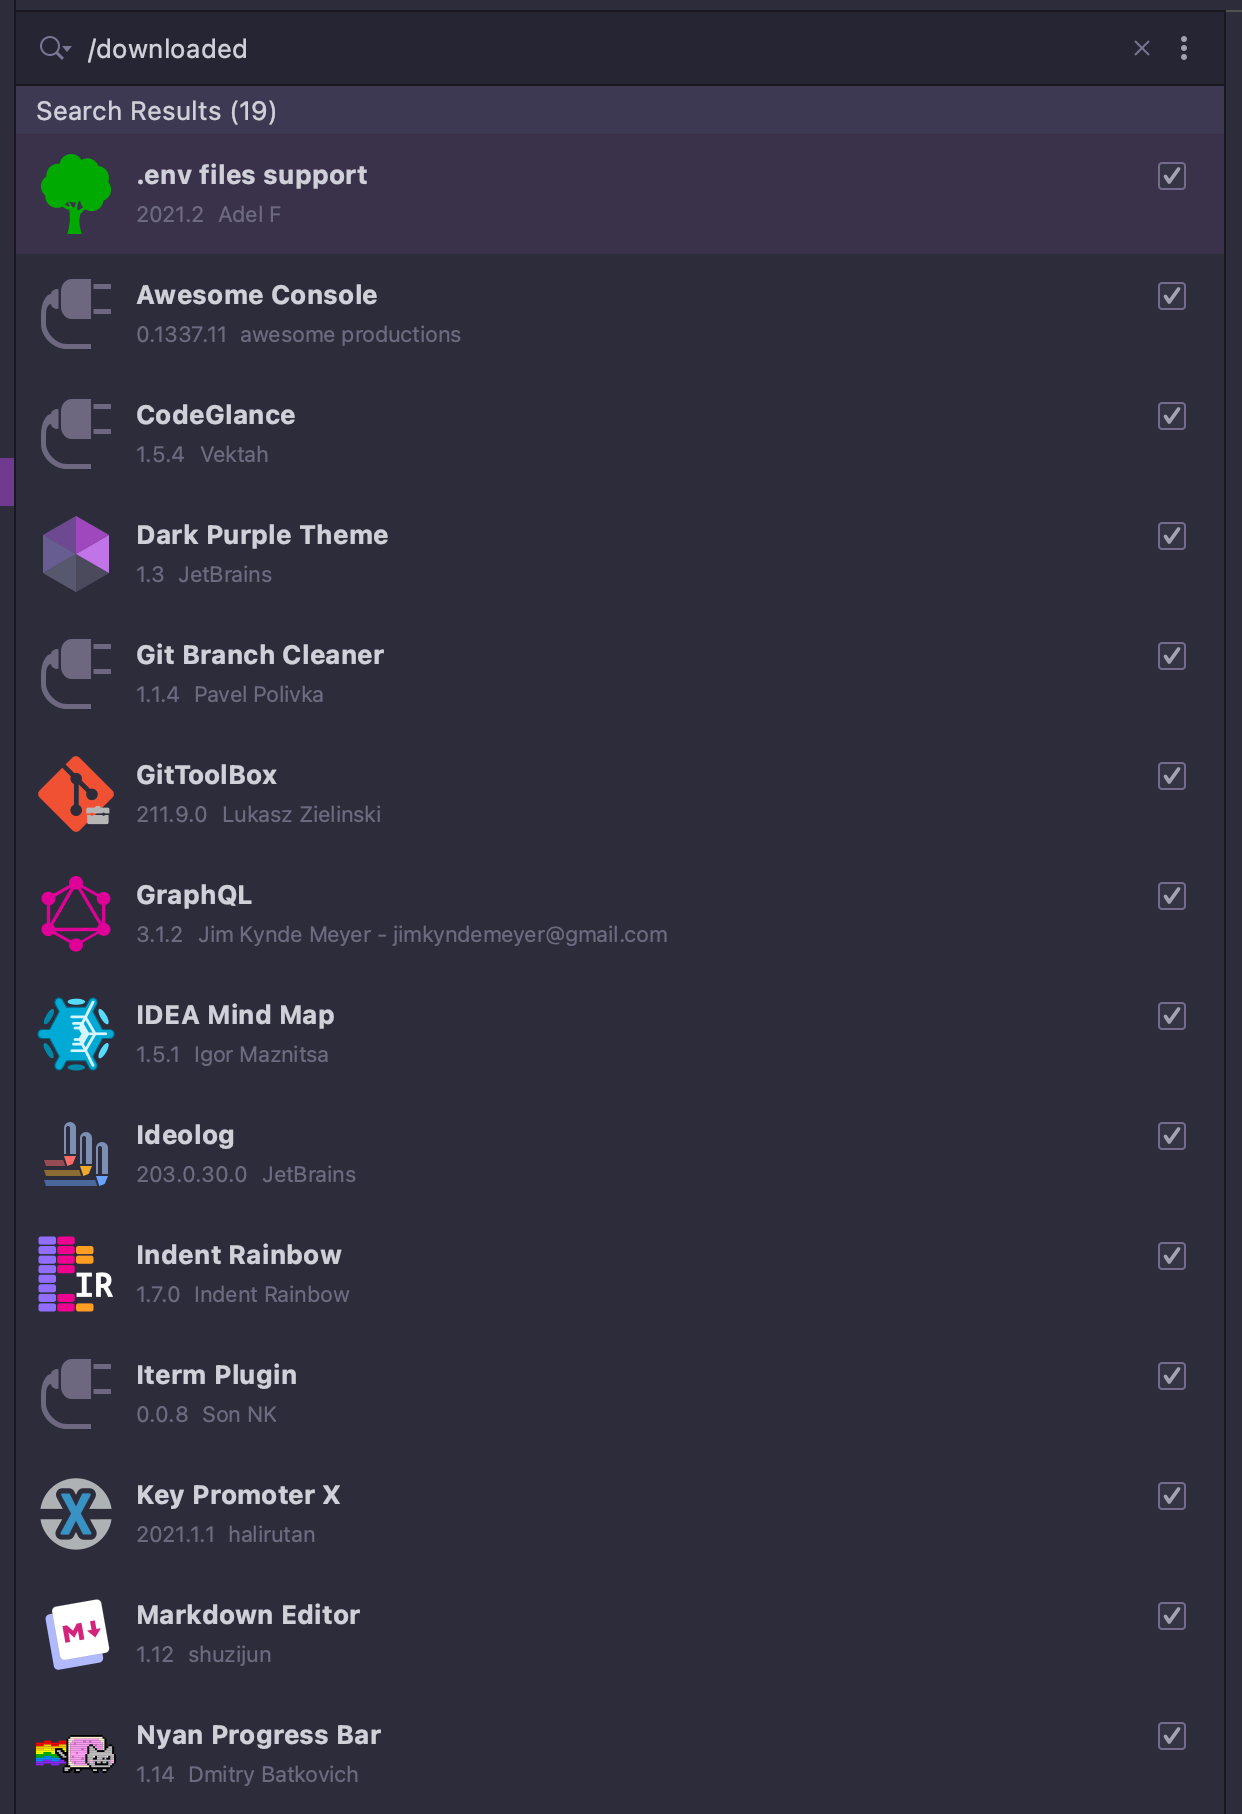 /downloaded
Search Results (19)
.env files support
2021.2 Adel F
Awesome Console
0.1337.11 awesome productions
CodeGlance
1.5.4 Vektah
Dark Purple Theme
1.3 JetBrains
Git Branch Cleaner
1.1.4 Pavel Polivka
GitToolBox
211.9.0 Lukasz Zielinski
GraphQL
3.1.2 Jim Kynde Meyer - jimkyndemeyer@gmail.com
IDEA Mind Map
1.5.1 Igor Maznitsa
Ideolog
203.0.30.0 JetBrains
IR
Indent Rainbow
1.7.0 Indent Rainbow
Iterm Plugin
0.0.8 Son NK
X
Key Promoter X
2021.1.1 halirutan
M
Markdown Editor
1.12 shuzijun
Nyan Progress Bar
1.14 Dmitry Batkovich